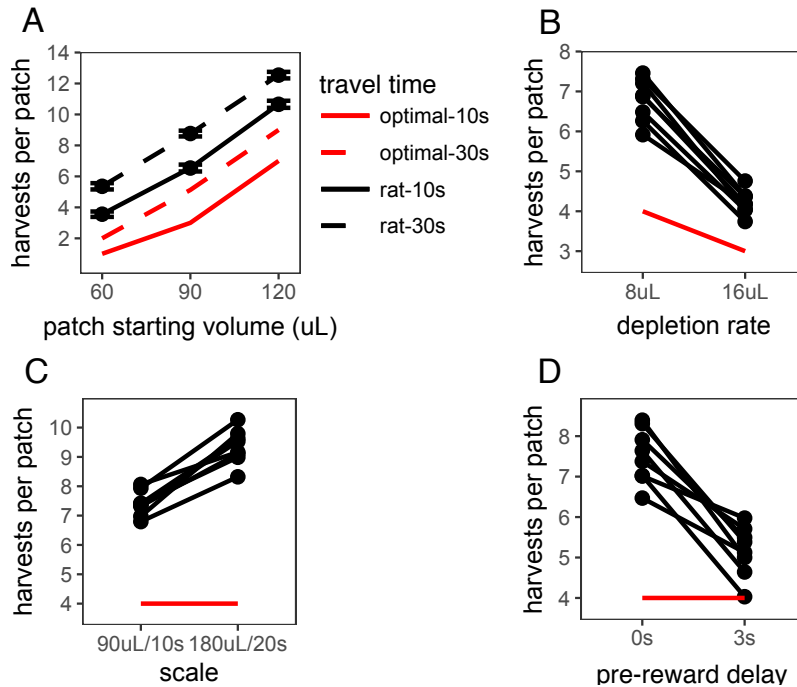 A
harvests per patch
14
12
10
8
6
4
2
60
90
120
patch starting volume (uL)
travel time
optimal-10s
optimal-30s
rat-10s
rat-30s
B
harvests per patch
8
7
6
5
4
3
8uL
16uL
depletion rate
C
harvests per patch
10
9
8
7
6
5
4
90uL/10s
180uL/20s
scale
D
harvests per patch
8
7
6
5
4
0s
3s
pre-reward delay